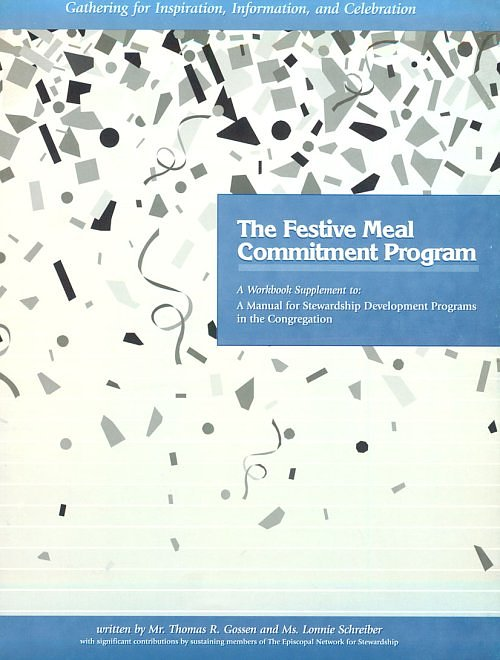 Gathering for Inspiration, Information, and Celebration
The Festive Meal
Commitment Program
A Workbook Supplement to:
A Manual for Stewardship Development Programs
in the Congregation
written by Mr. Thomas R. Gossen and Ms. Lonnie Schreiber
with significant contributions by sustaining members of The Episcopal Network for Stewardship